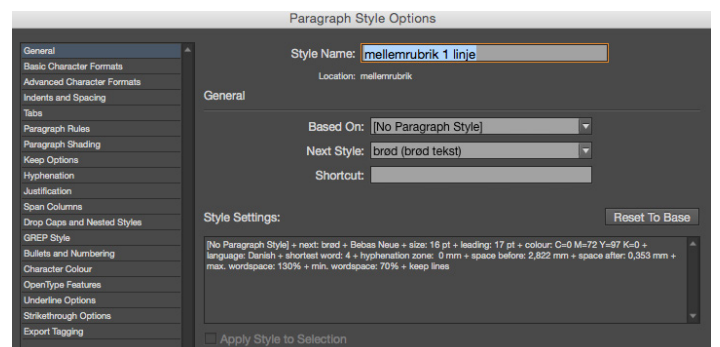 Paragraph Style Options
General
Basic Character Formats
Advanced Character Formats
Indents and Spacing
Tabs
Paragraph Rules
Paragraph Shading
Keep Options
Hyphenation
Justification
Span Columns
Drop Caps and Nested Styles
GREP Style
Bullets and Numbering
Character Colour
OpenType Features
Underline Options
Strikethrough Options
Export Tagging
Style Name: mellemrubrik 1 linje
Location: mellemrubrik
General
Based On: [No Paragraph Style]
Next Style: brød (brød tekst)
Shortcut:
Style Settings:
Reset To Base
[No Paragraph Style] + next: brød + Bebas Neue + size: 16 pt + leading: 17 pt + colour: C=0 M=72 Y=97 K=0 +
language: Danish + shortest word: 4 + hyphenation zone: 0 mm + space before: 2,822 mm + space after: 0,353 mm +
max. wordspace: 130% + min. wordspace: 70% + keep lines
Apply Style to Selection